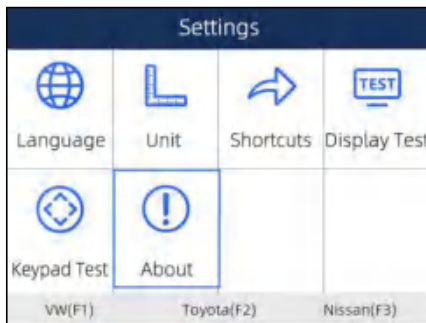 Settings
TEST
Language Unit Shortcuts Display Test
Keypad Test About
VW(F1) Toyota(F2) Nissan(F3)